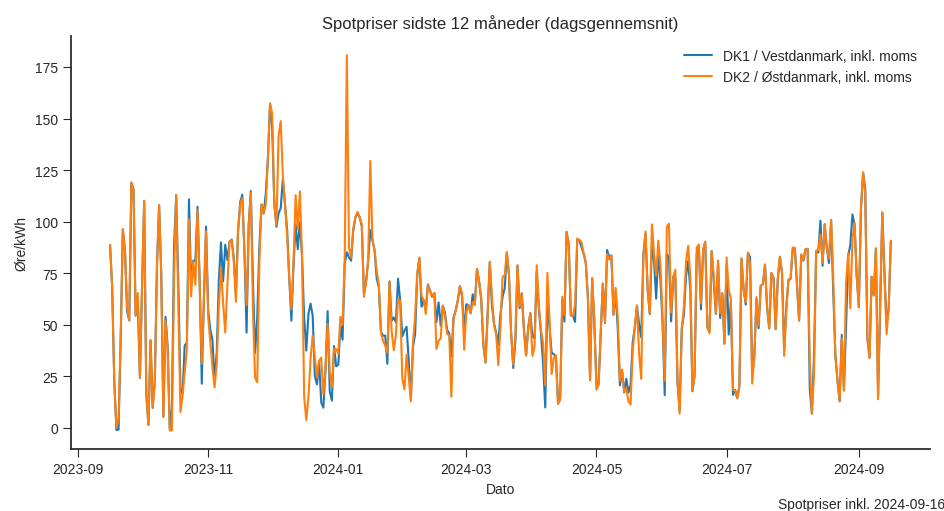 Spotpriser sidste 12 måneder (dagsgennemsnit)
DK1 / Vestdanmark, inkl. moms
DK2 / Østdanmark, inkl. moms
Øre/kWh
175
150
125
100
75
50
25
0
2023-09
2023-11
2024-01
2024-03
2024-05
2024-07
2024-09
Dato
Spotpriser inkl. 2024-09-16